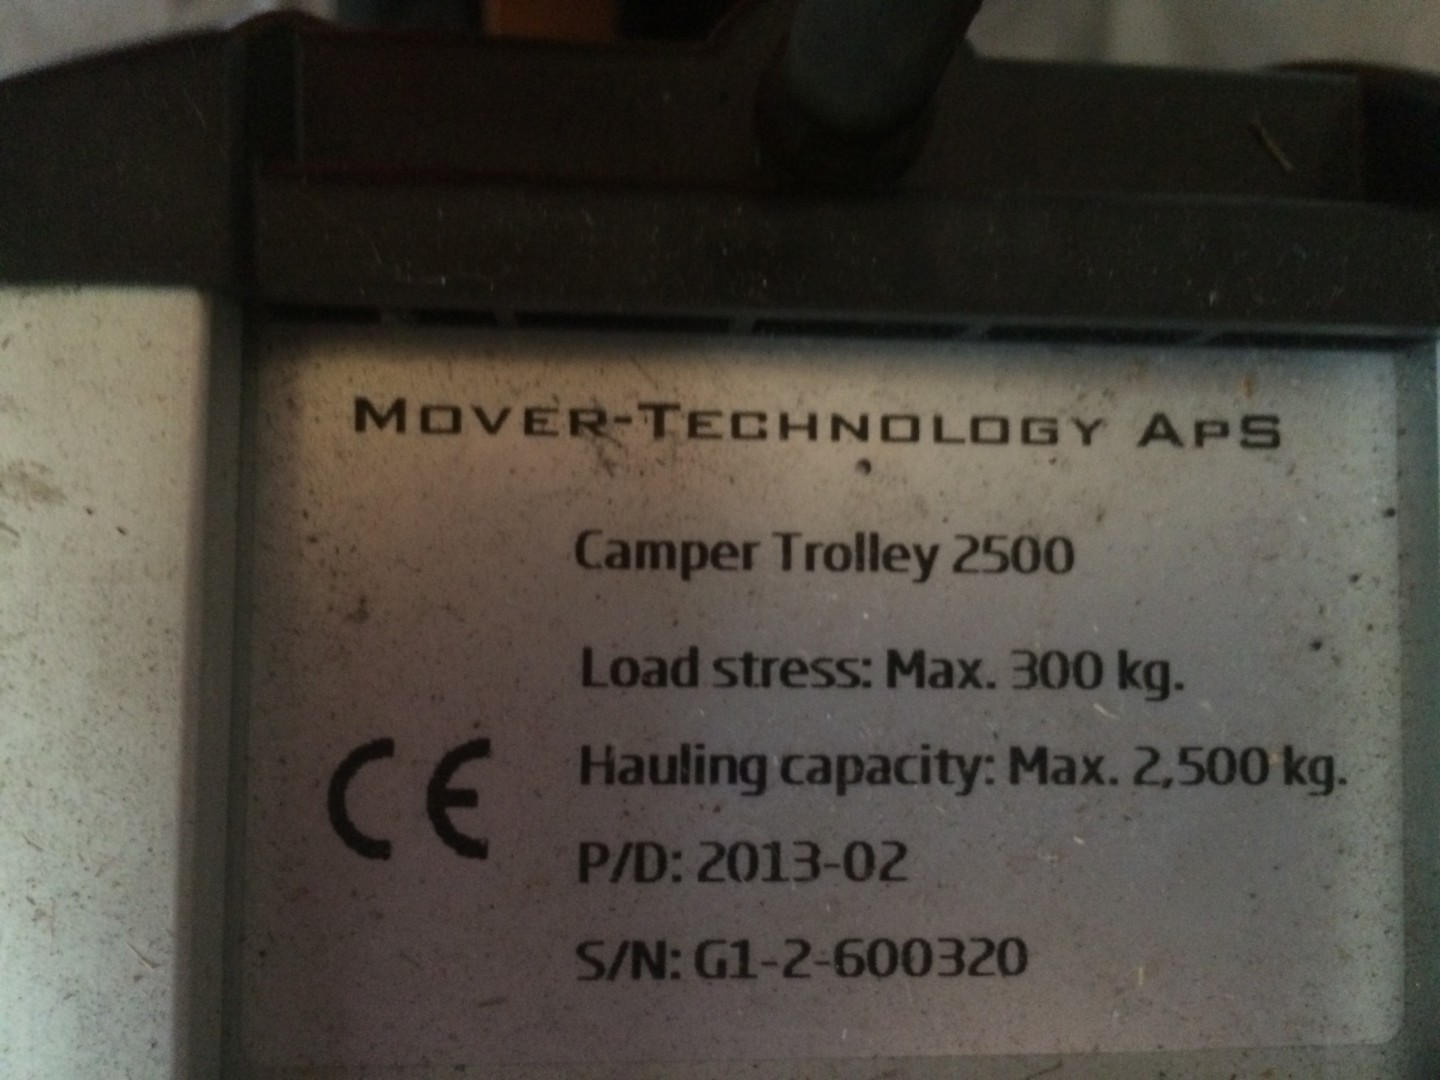 MOVER-TECHNOLOGY APS
Camper Trolley 2500
Load stress: Max. 300 kg.
Hauling capacity: Max. 2,500 kg.
CE
P/D: 2013-02
S/N: G1-2-600320